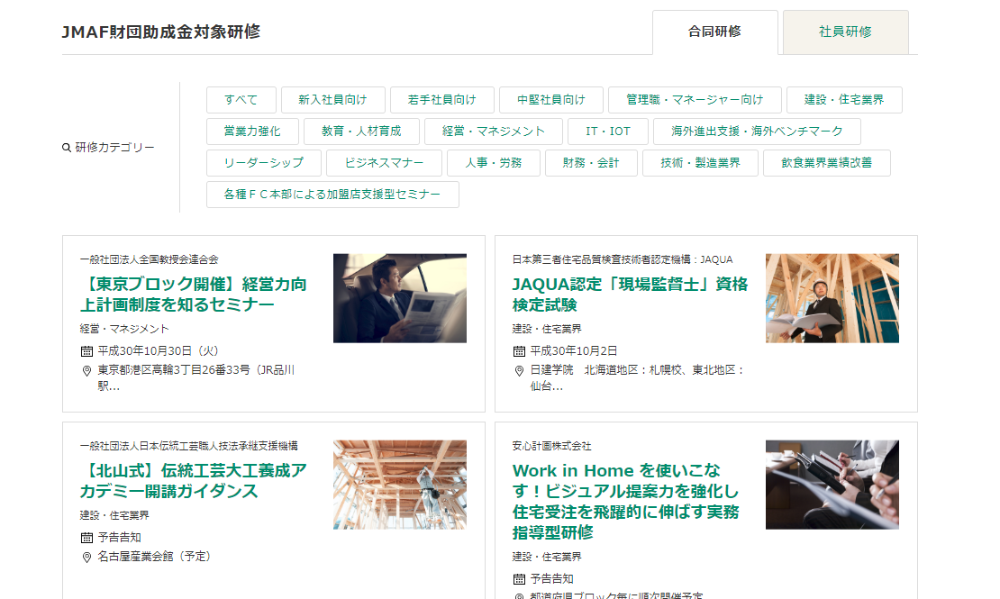 JMAF財団助成金対象研修
合同研修
社員研修
研修カテゴリー
すべて
新入社員向け
若手社員向け
中堅社員向け
管理職・マネージャー向け
建設・住宅業界
営業力強化
教育・人材育成
経営・マネジメント
IT・IOT
海外進出支援・海外ベンチマーク
リーダーシップ
ビジネスマナー
人事・労務
財務・会計
技術・製造業界
飲食業界業績改善
各種ＦＣ本部による加盟店支援型セミナー
一般社団法人全国教授会連合会
【東京ブロック開催】経営力向
上計画制度を知るセミナー
経営・マネジメント
平成30年10月30日（火）
東京都港区高輪3丁目26番33号（JR品川
駅…
日本第三者住宅品質検査技術者認定機構：JAQUA
JAQUA認定「現場監督士」資格
検定試験
建設・住宅業界
平成30年10月2日
日建学院　北海道地区：札幌校、東北地区：
仙台…
一般社団法人日本伝統工芸職人技法承継支援機構
【北山式】伝統工芸大工養成ア
カデミー開講ガイダンス
建設・住宅業界
予告告知
名古屋産業会館（予定）
安心計画株式会社
Work in Home を使いこな
す！ビジュアル提案力を強化し
住宅受注を飛躍的に伸ばす実務
指導型研修
建設・住宅業界
予告告知
都道府県ブロック毎に順次開催予定